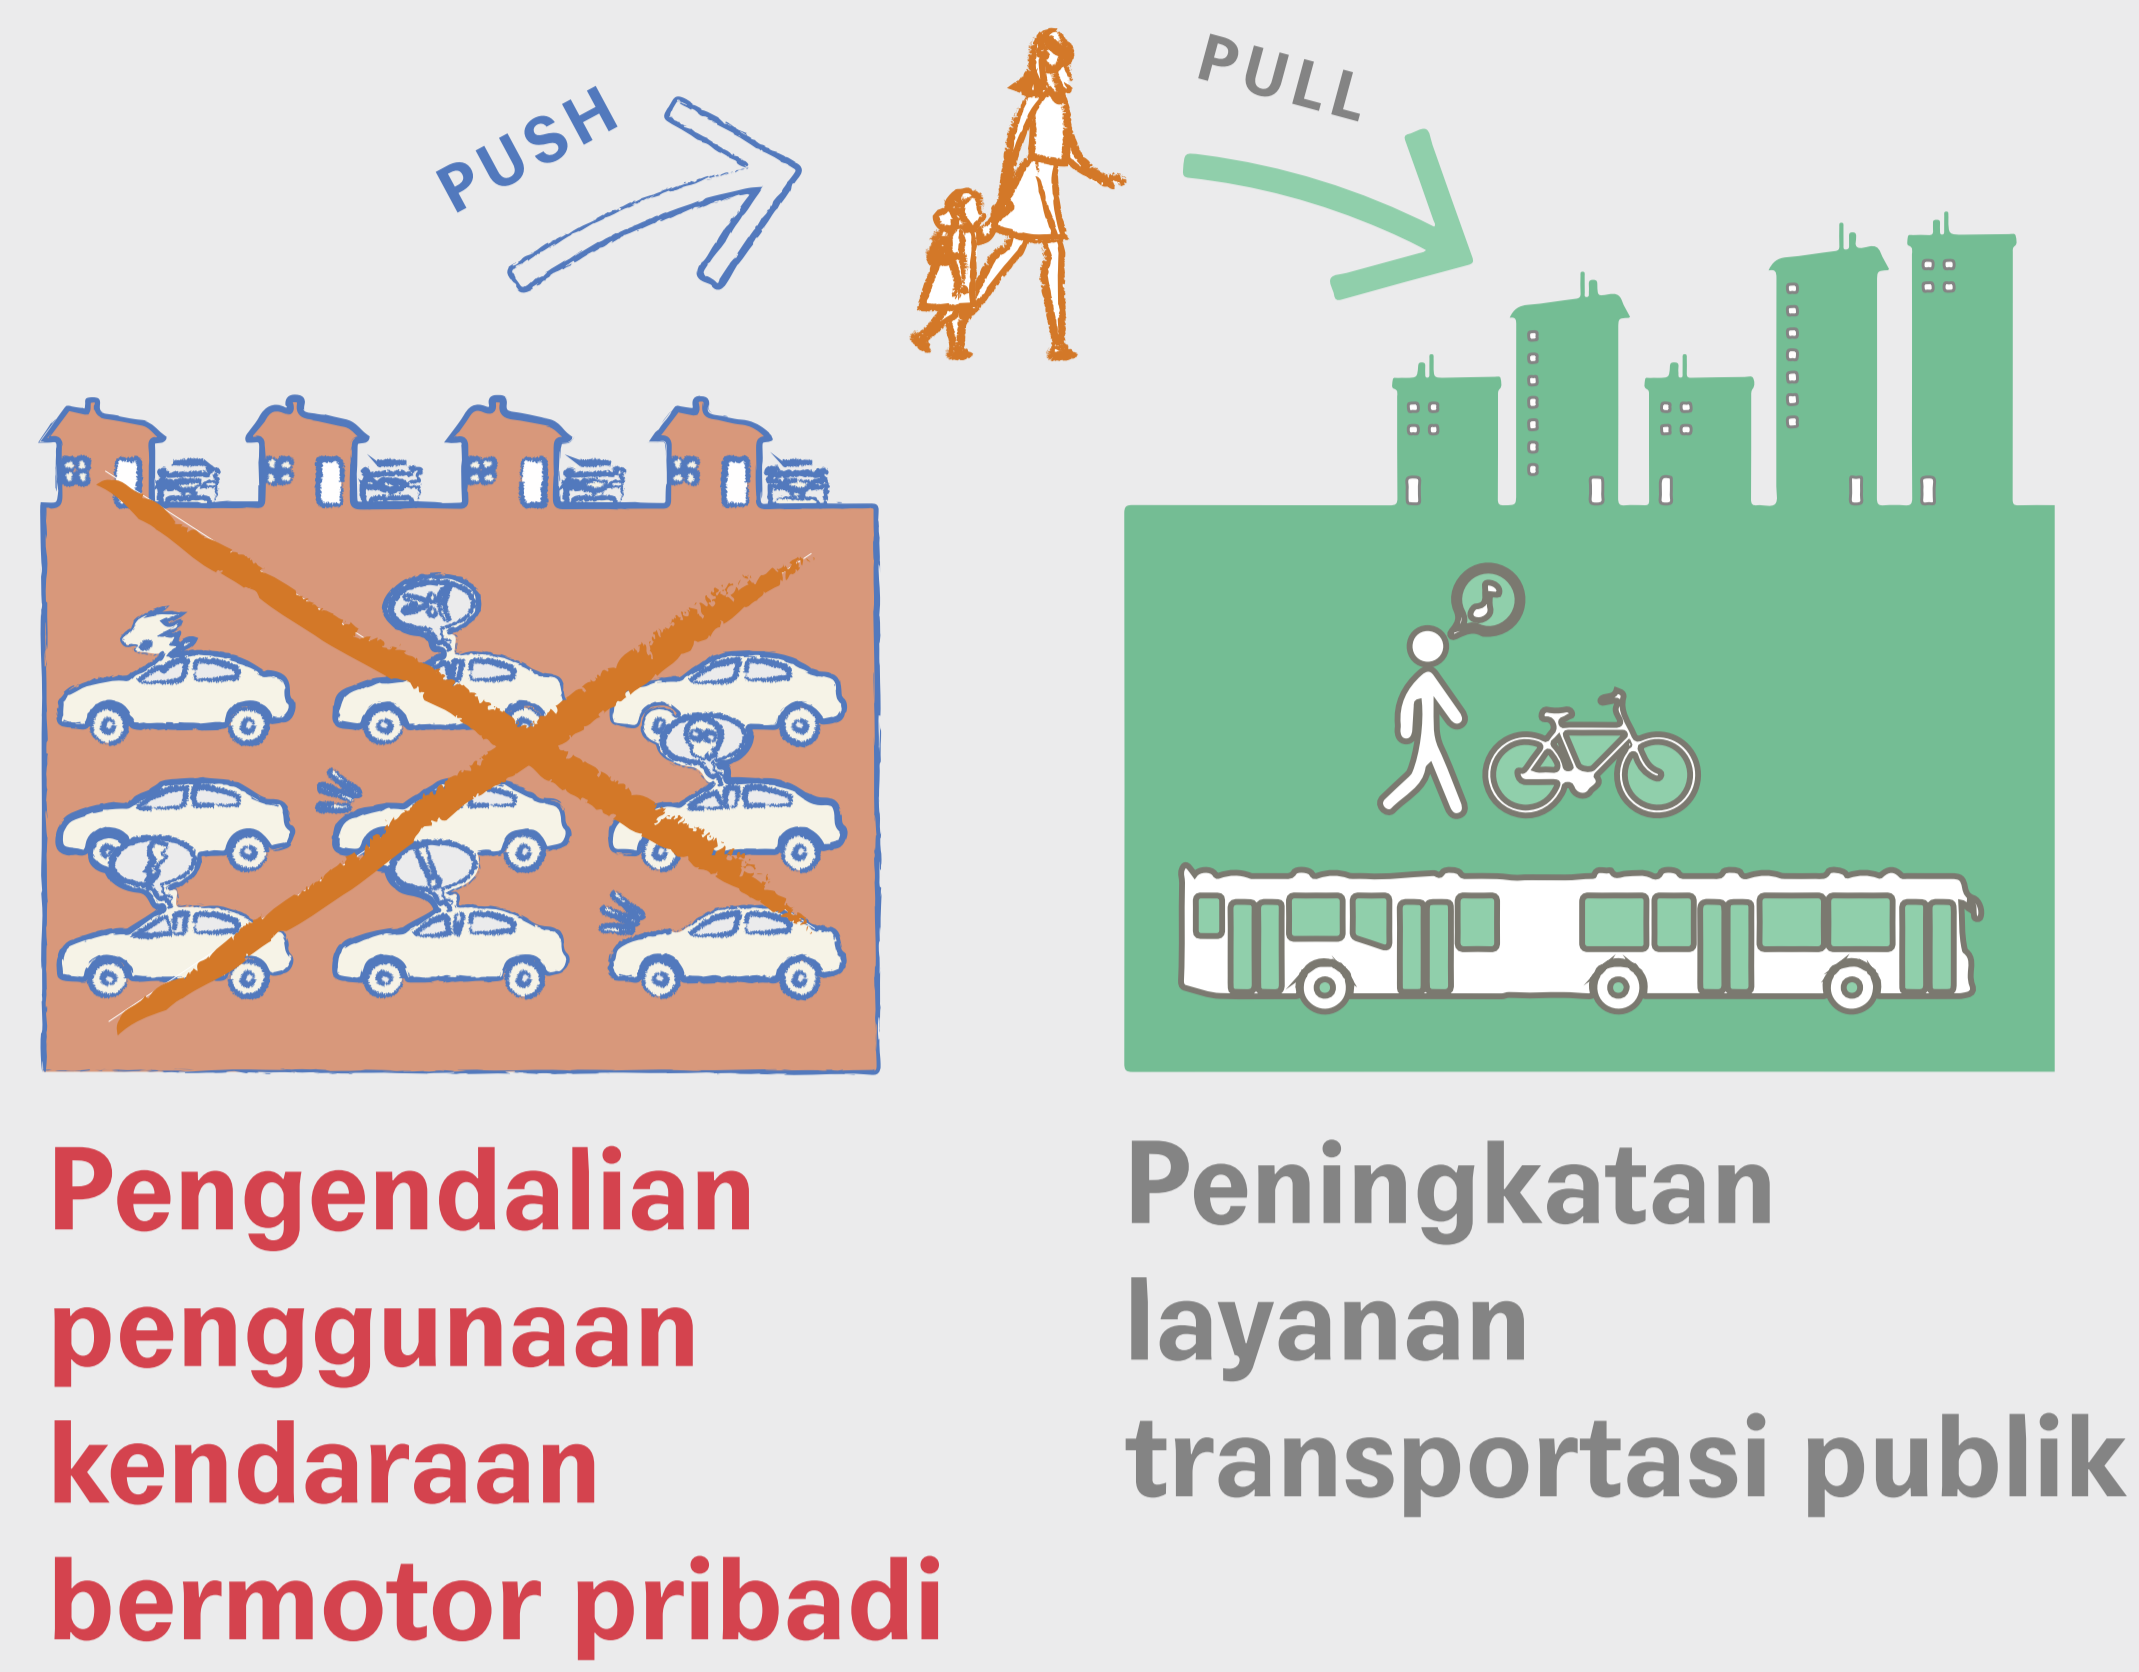 PUSH
PULL
Pengendalian
penggunaan
kendaraan
bermotor pribadi
Peningkatan
layanan
transportasi publik